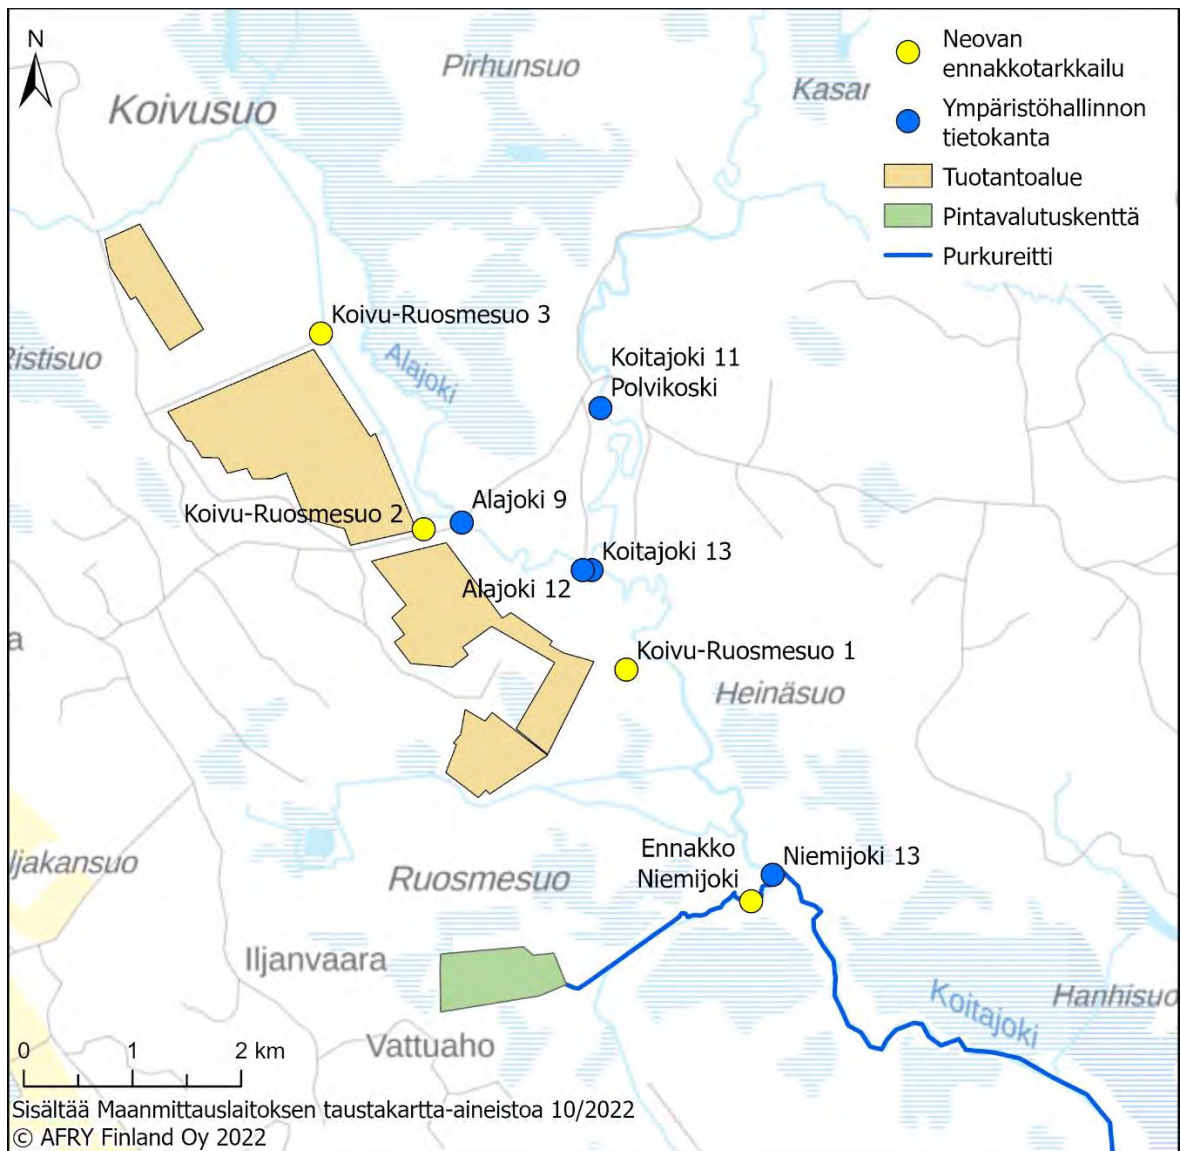 N
Koivusuo
Pirhunsuo
Kasar
Neovan
ennakkotarkkailu
Ympäristöhallinnon
tietokanta
Tuotantoalue
Pintavalutuskenttä
Purkureitti
Ristisuo
Koivu-Ruosmesuo 3
Alajoki
Koitajoki 11
Polvikoski
Koivu-Ruosmesuo 2
Alajoki 9
Koitajoki 13
Alajoki 12
a
Koivu-Ruosmesuo 1
Heinäsuo
ljakansuo
Ruosmesuo
Ennakko
Niemijoki
Niemijoki 13
Iljanvaara
Koitajoki
Hanhisuo
Vattuaho
0 1 2 km
Sisältää Maanmittauslaitoksen taustakartta-aineistoa 10/2022
© AFRY Finland Oy 2022